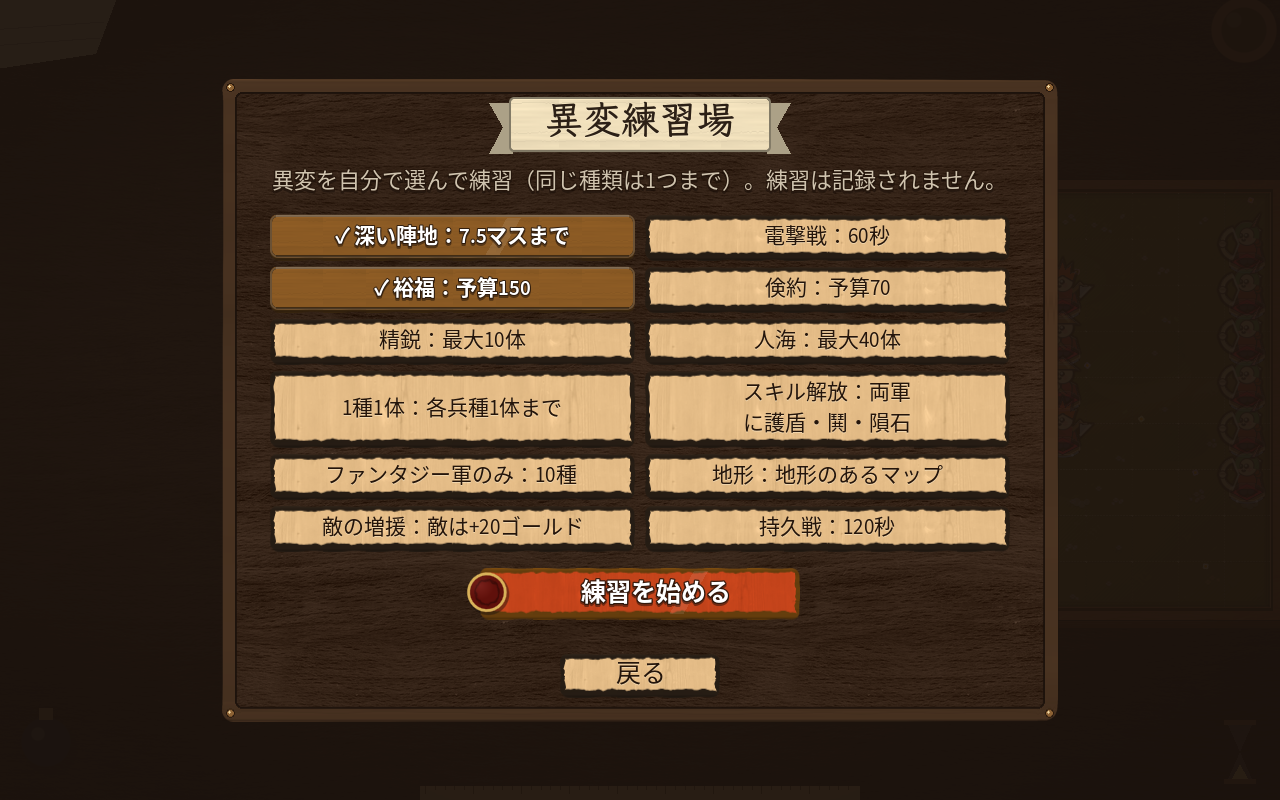 異変練習場
異変を自分で選んで練習（同じ種類は1つまで）。練習は記録されません。
✓深い陣地：7.5マスまで
電撃戦：60秒
✓裕福：予算150
倹約：予算70
精鋭：最大10体
人海：最大40体
1種1体：各兵種1体まで
スキル解放：両軍
に護盾・鬨・隕石
ファンタジー軍のみ：10種
地形：地形のあるマップ
敵の増援：敵は+20ゴールド
持久戦：120秒
練習を始める
戻る